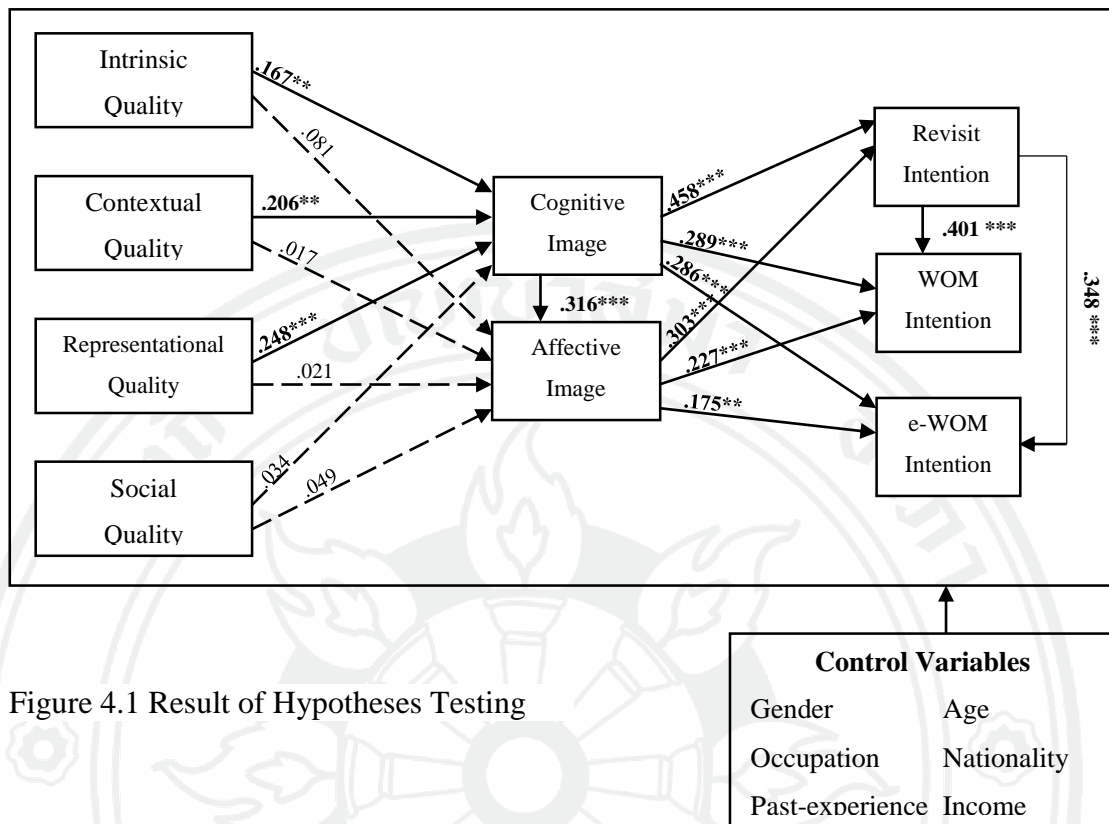 Intrinsic
Quality
Contextual
Quality
Representational
Quality
Social
Quality
.167**
.081
.206**
.017
.248***
.021
.034
.049
Cognitive
Image
.316***
Affective
Image
.458***
.289***
.286***
.303***
.227***
.175**
Revisit
Intention
.401 ***
WOM
Intention
.348 ***
e-WOM
Intention
Control Variables
Gender Age
Occupation Nationality
Past-experience Income
Figure 4.1 Result of Hypotheses Testing